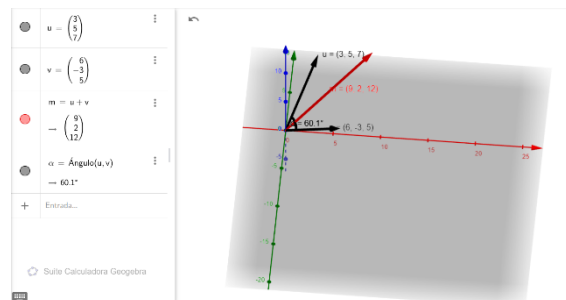 u = (3 5 7)
v = (6 −3 5)
m = u + v
→ (9 2 12)
α = Ángulo(u, v)
→ 60.1°
+ Entrada...
Suite Calculadora Geogebra
u = (3, 5, 7)
= (9, 2, 12)
= 60.1°
= (6, -3, 5)
10
5
0
-5
0
5
10
15
20
25
-10
-15
-20